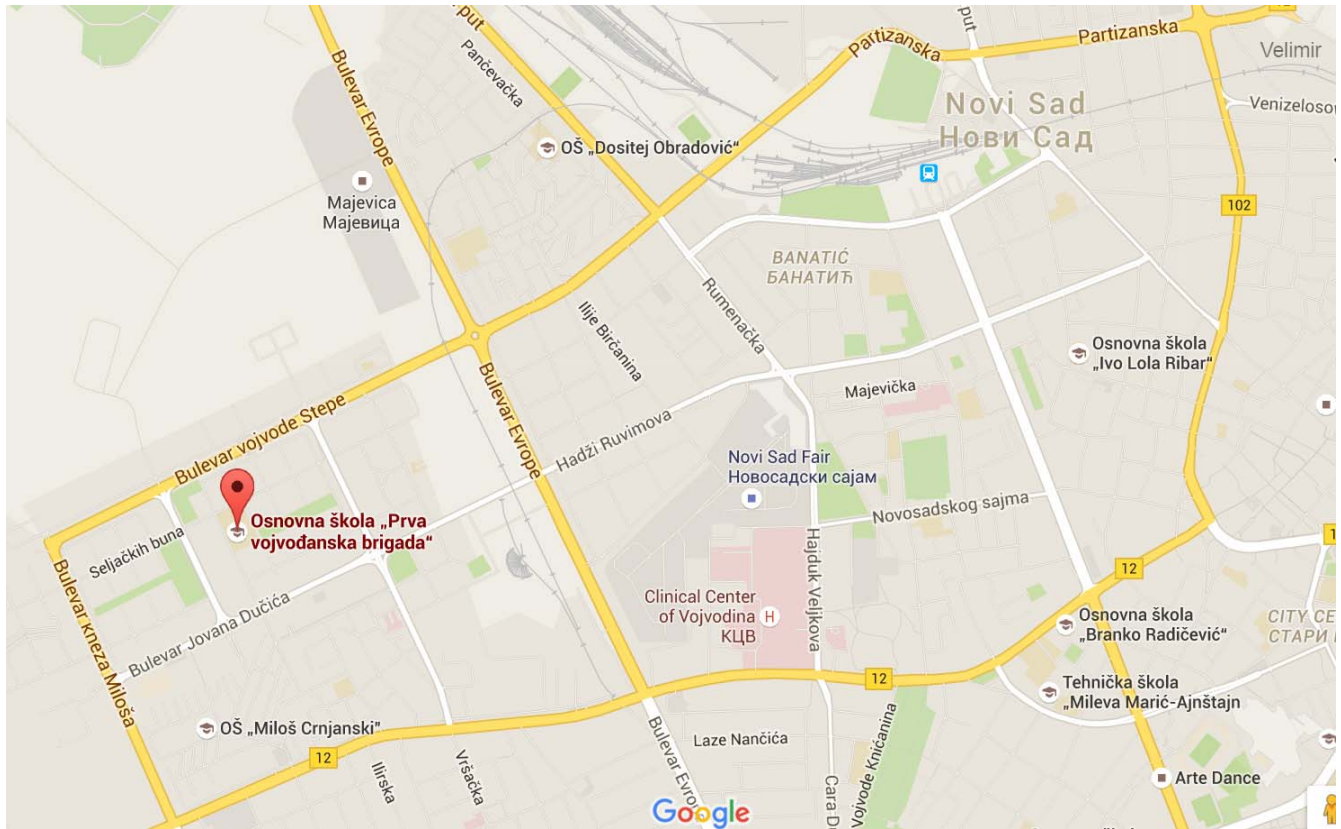 put
put
12
Partizanska
Partizanska
Velimir
Pančevačka
Bulevar Evrope
Novi Sad
Нови Сад
OŠ „Dositej Obradović“
Majevica
Мајевица
102
BANATIĆ
БАНАТИЋ
Rumenačka
Ilije Birčanina
Osnovna škola
„Ivo Lola Ribar“
Bulevar Evrope
Majevička
Bulevar vojvode Stepe
Hadži Ruvimova
Novi Sad Fair
Новосадски сајам
Osnovna škola „Prva
vojvođanska brigada“
Novosadskog sajma
Seljačkih buna
Hajduk Veljkova
12
Clinical Center
of Vojvodina
КЦВ
H
Bulevar Jovana Dučića
Osnovna škola
„Branko Radičević“
CITY CE
СТАРИ
Bulevar kneza Miloša
12
Tehnička škola
„Mileva Marić-Ajnštajn
OŠ „Miloš Crnjanski“
Laze Nančića
Bulevar Evro
12
Ilirska
Vršačka
Vojvode Knićanina
Cara Du
Arte Dance
Google